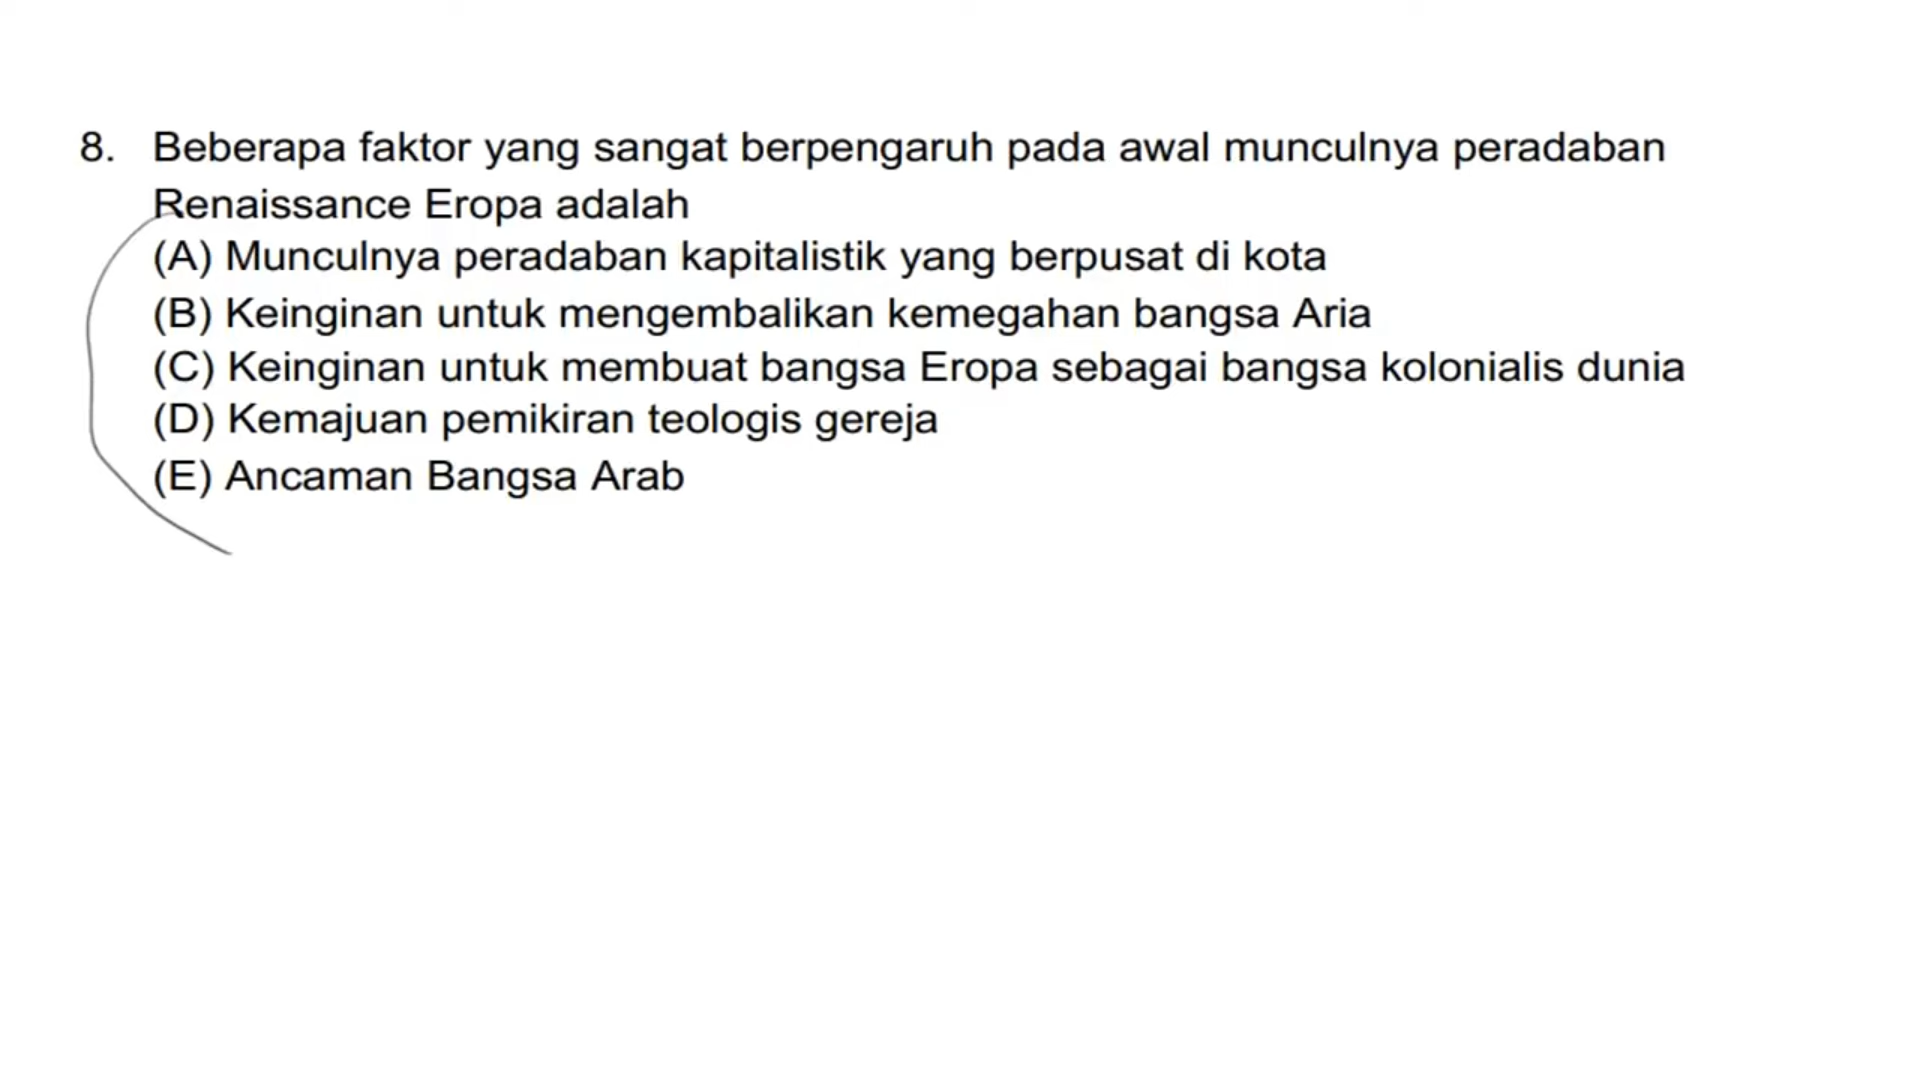 8. Beberapa faktor yang sangat berpengaruh pada awal munculnya peradaban
Renaissance Eropa adalah
(A) Munculnya peradaban kapitalistik yang berpusat di kota
(B) Keinginan untuk mengembalikan kemegahan bangsa Aria
(C) Keinginan untuk membuat bangsa Eropa sebagai bangsa kolonialis dunia
(D) Kemajuan pemikiran teologis gereja
(E) Ancaman Bangsa Arab